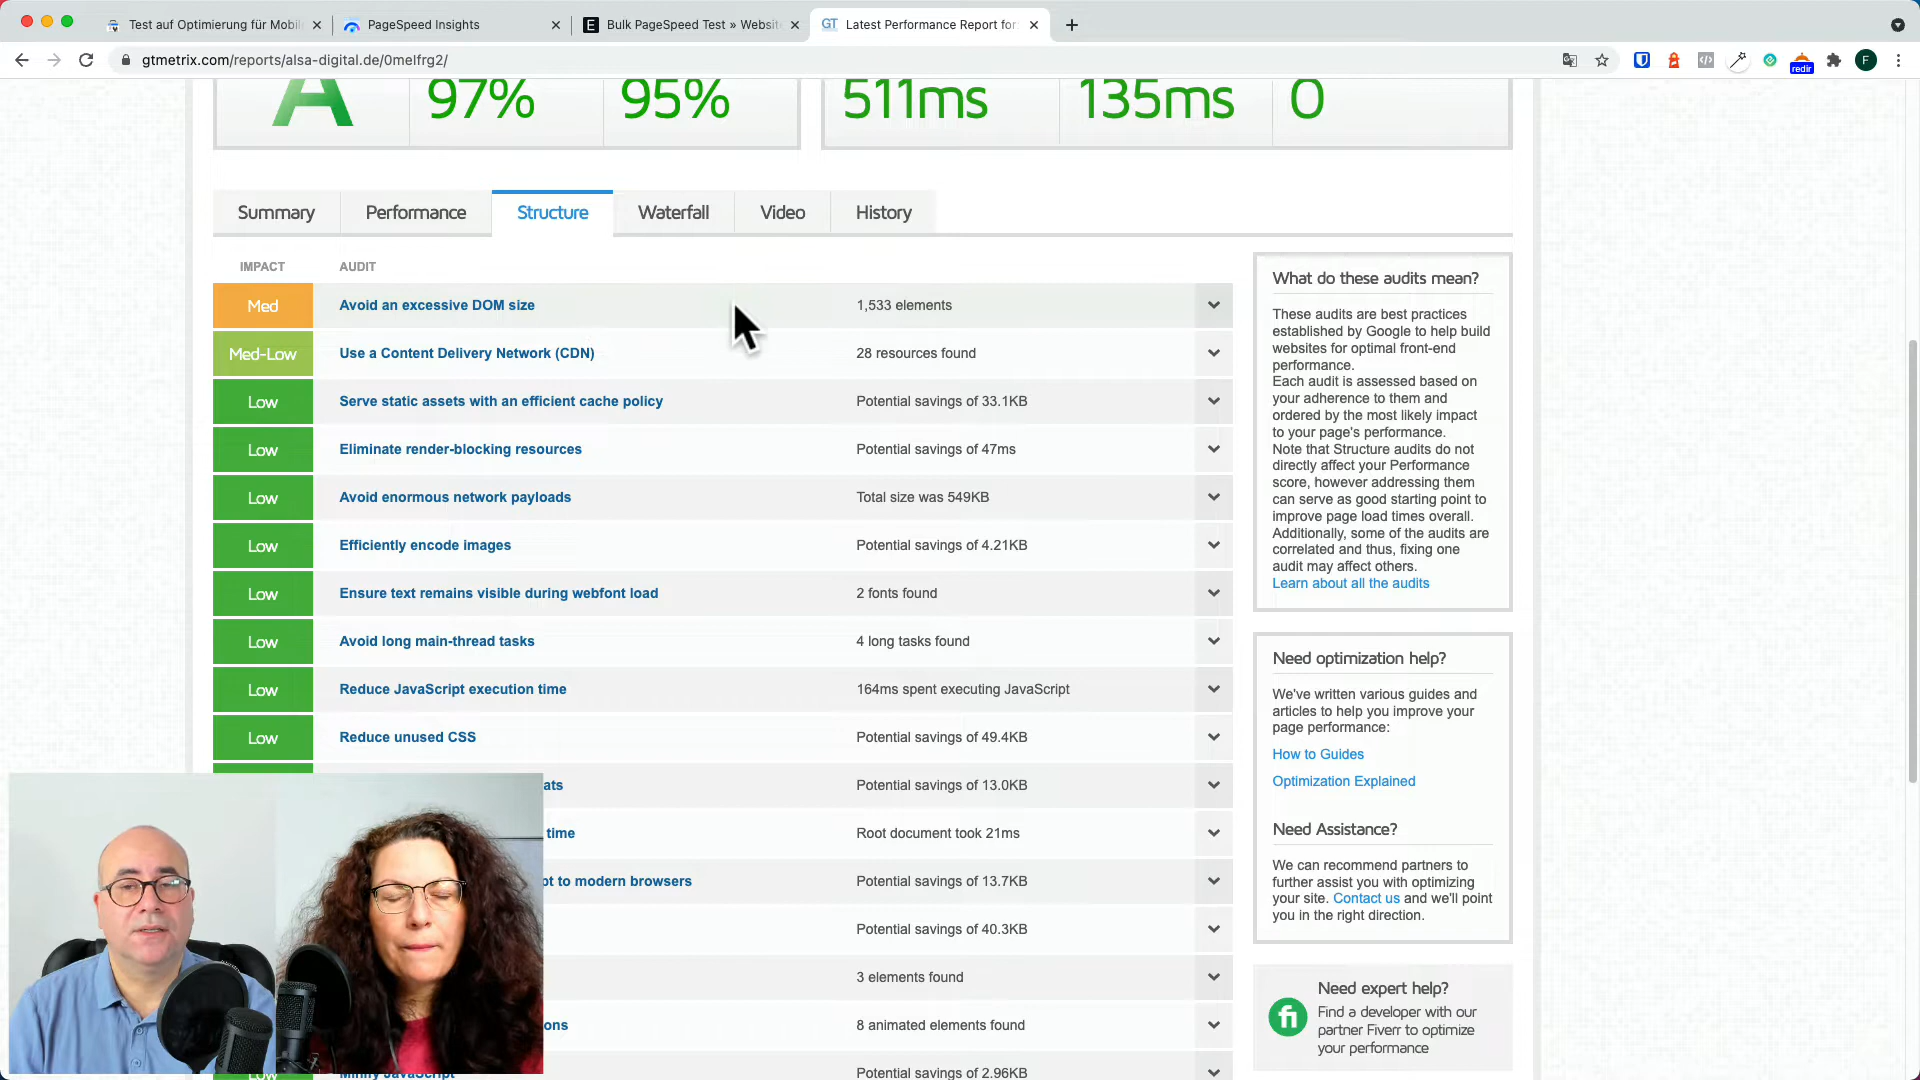 Test auf Optimierung für Mobil
PageSpeed Insights
Bulk PageSpeed Test » Website
GT Latest Performance Report for
gtmetrix.com/reports/alsa-digital.de/0melfrg2/
redir
F
A 97% 95% 511ms 135ms 0
Summary Performance Structure Waterfall Video History
IMPACT AUDIT
Med Avoid an excessive DOM size 1,533 elements
Med-Low Use a Content Delivery Network (CDN) 28 resources found
Low Serve static assets with an efficient cache policy Potential savings of 33.1KB
Low Eliminate render-blocking resources Potential savings of 47ms
Low Avoid enormous network payloads Total size was 549KB
Low Efficiently encode images Potential savings of 4.21KB
Low Ensure text remains visible during webfont load 2 fonts found
Low Avoid long main-thread tasks 4 long tasks found
Low Reduce JavaScript execution time 164ms spent executing JavaScript
Low Reduce unused CSS Potential savings of 49.4KB
ats Potential savings of 13.0KB
time Root document took 21ms
pt to modern browsers Potential savings of 13.7KB
Potential savings of 40.3KB
3 elements found
ons 8 animated elements found
Low Minify JavaScript Potential savings of 2.96KB
What do these audits mean?
These audits are best practices
established by Google to help build
websites for optimal front-end
performance.
Each audit is assessed based on
your adherence to them and
ordered by the most likely impact
to your page's performance.
Note that Structure audits do not
directly affect your Performance
score, however addressing them
can serve as good starting point to
improve page load times overall.
Additionally, some of the audits are
correlated and thus, fixing one
audit may affect others.
Learn about all the audits
Need optimization help?
We've written various guides and
articles to help you improve your
page performance:
How to Guides
Optimization Explained
Need Assistance?
We can recommend partners to
further assist you with optimizing
your site. Contact us and we'll point
you in the right direction.
fi
Need expert help?
Find a developer with our
partner Fiverr to optimize
your performance